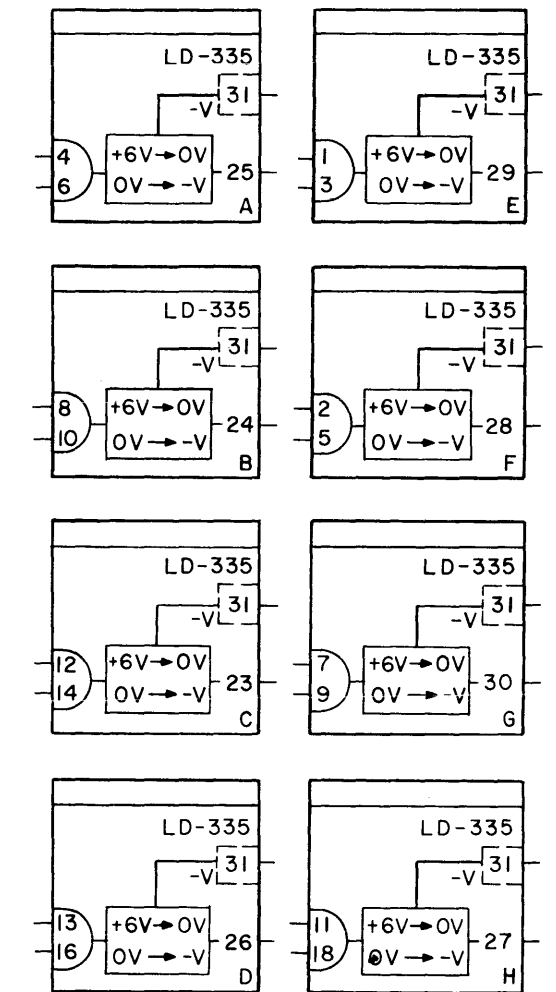 LD-335
31
-V
4
+6V→0V
6
0V→-V
25
A
LD-335
31
-V
1
+6V→0V
3
0V→-V
29
E
LD-335
31
-V
8
+6V→0V
10
0V→-V
24
B
LD-335
31
-V
2
+6V→0V
5
0V→-V
28
F
LD-335
31
-V
12
+6V→0V
14
0V→-V
23
C
LD-335
31
-V
7
+6V→0V
9
0V→-V
30
G
LD-335
31
-V
13
+6V→0V
16
0V→-V
26
D
LD-335
31
-V
11
+6V→0V
18
0V→-V
27
H